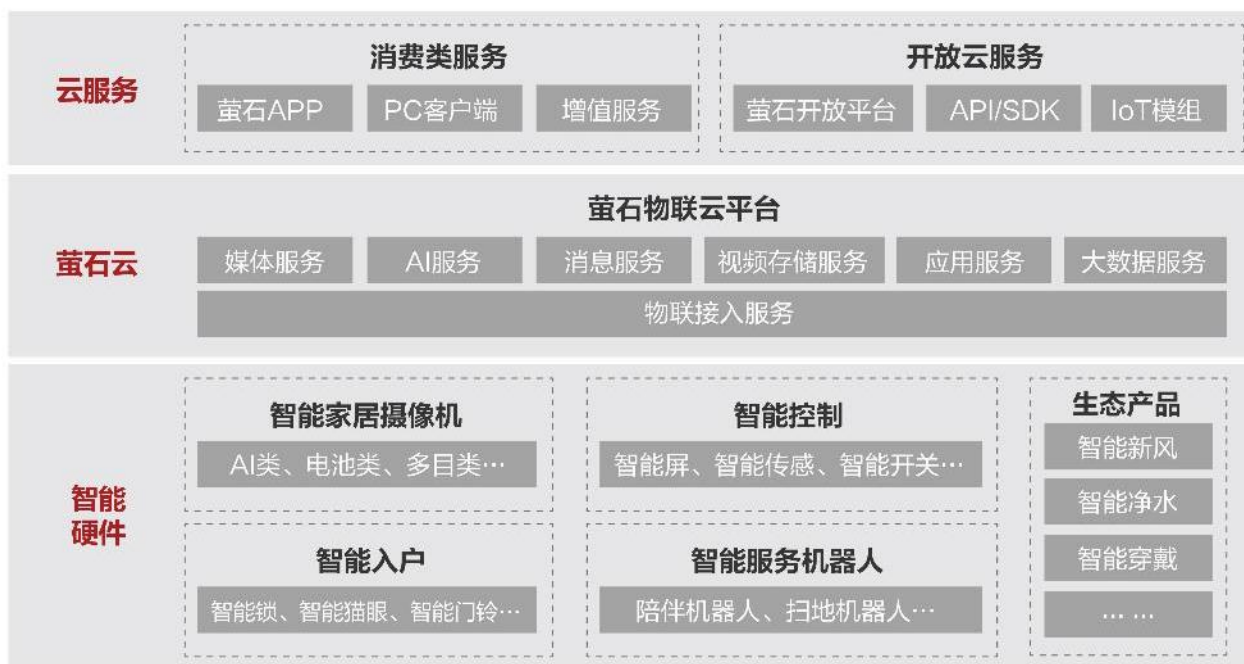 云服务
消费类服务
萤石APP
PC客户端
增值服务
开放云服务
萤石开放平台
API/SDK
IoT模组
萤石云
萤石物联云平台
媒体服务
AI服务
消息服务
视频存储服务
应用服务
大数据服务
物联接入服务
智能
硬件
智能家居摄像机
AI类、电池类、多目类…
智能控制
智能屏、智能传感、智能开关…
智能入户
智能锁、智能猫眼、智能门铃…
智能服务机器人
陪伴机器人、扫地机器人…
生态产品
智能新风
智能净水
智能穿戴
… …